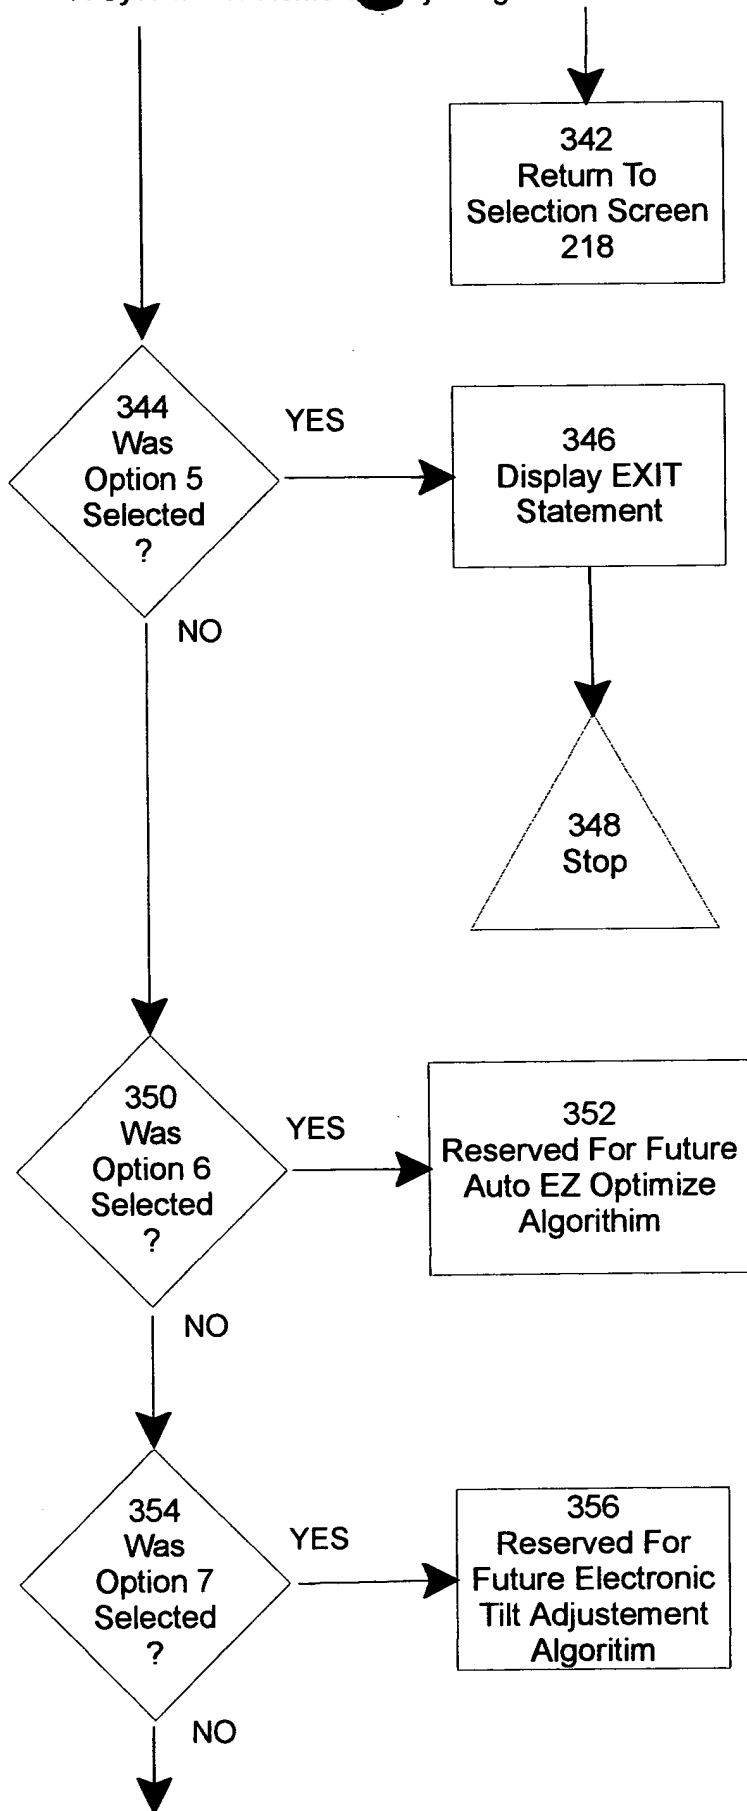 342
Return To
Selection Screen
218
344
Was
Option 5
Selected
?
YES
346
Display EXIT
Statement
NO
348
Stop
350
Was
Option 6
Selected
?
YES
352
Reserved For Future
Auto EZ Optimize
Algorithim
NO
354
Was
Option 7
Selected
?
YES
356
Reserved For
Future Electronic
Tilt Adjustement
Algoritim
NO